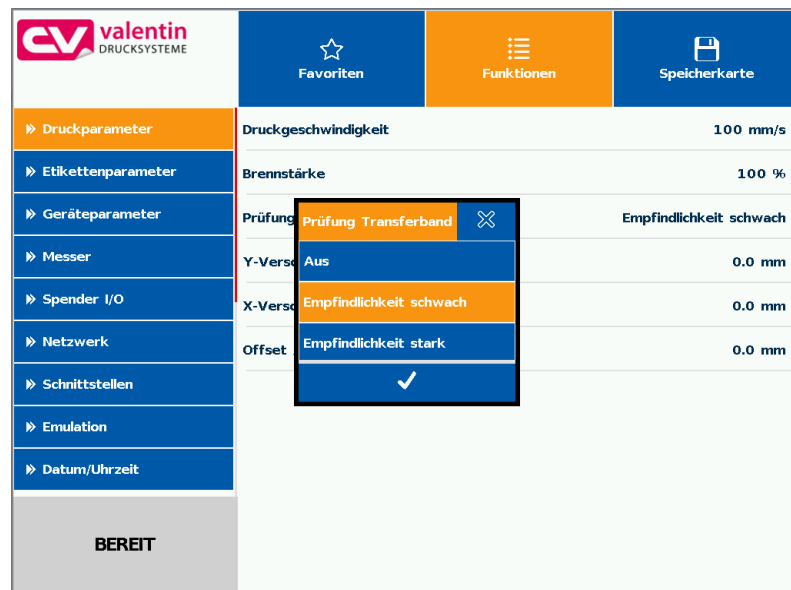 valentin
DRUCKSYSTEME
Favoriten
Funktionen
Speicherkarte
Druckparameter
Etikettenparameter
Geräteparameter
Messer
Spender I/O
Netzwerk
Schnittstellen
Emulation
Datum/Uhrzeit
BEREIT
Druckgeschwindigkeit 100 mm/s
Brennstärke 100 %
Prüfung Empfindlichkeit schwach
Y-Vers 0.0 mm
X-Vers 0.0 mm
Offset 0.0 mm
Prüfung Transferband
Aus
Empfindlichkeit schwach
Empfindlichkeit stark